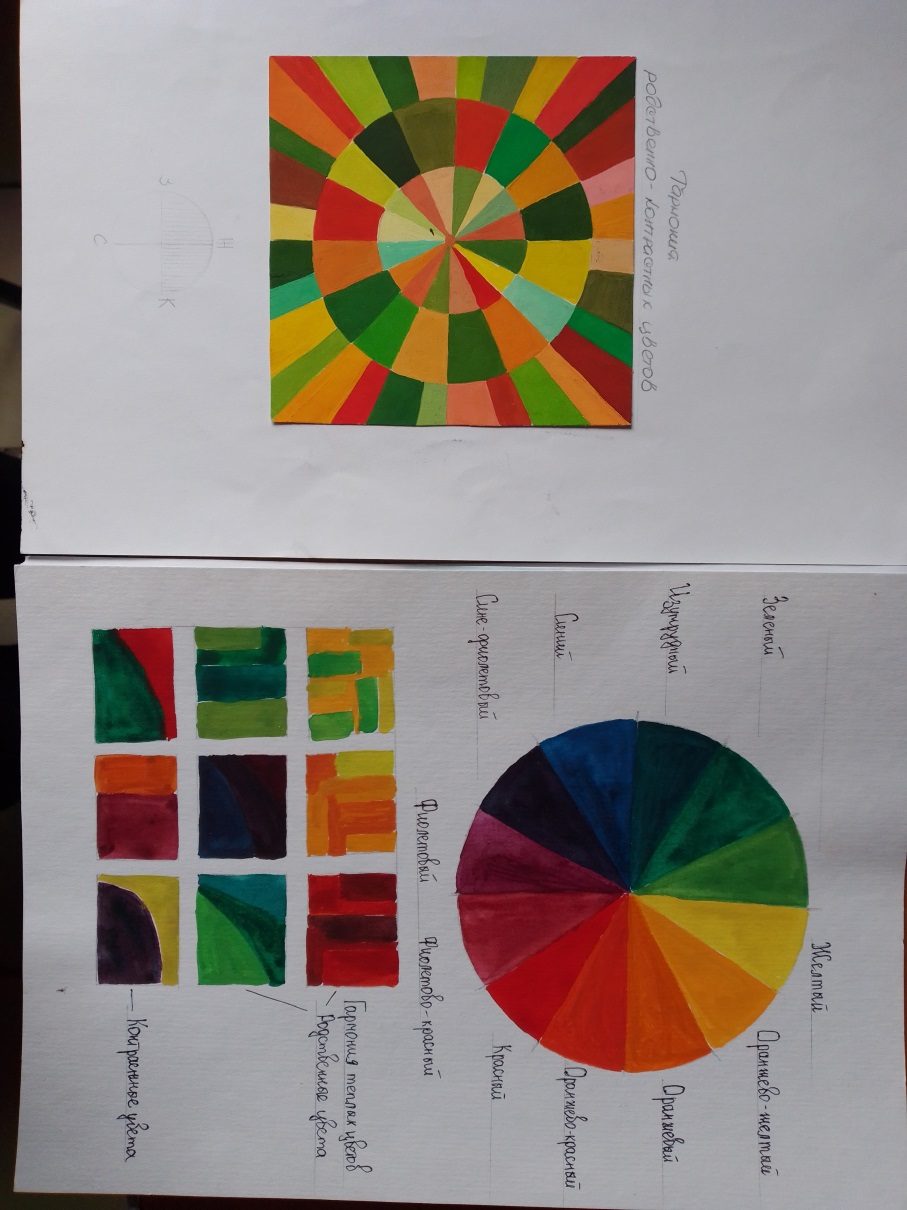 Гармония
родственно-контрастных цветов
Ж
З К
С
Желтый
Зеленый
Оранжево-желтый
Изумрудный
Оранжевый
Синий
Оранжево-красный
Сине-фиолетовый
Красный
Фиолетовый
Фиолетово-красный
Гармония теплых цветов
Родственные цвета
Контрасные цвета